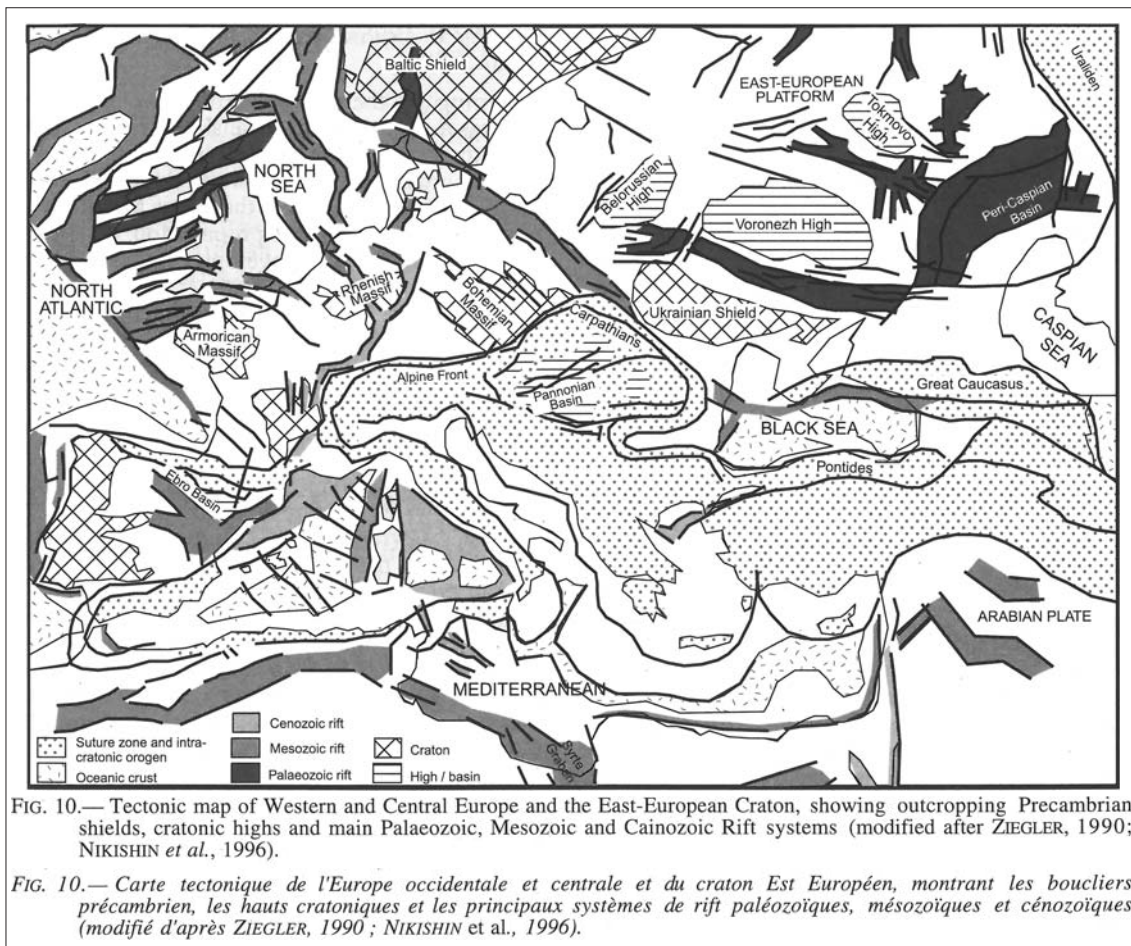 Baltic Shield
EAST-EUROPEAN
PLATFORM
Uraliden
Tokmovo
High
NORTH
SEA
Belorussian
High
Peri-Caspian
Basin
Voronezh High
NORTH
ATLANTIC
Rhenish
Massif
Bohemian
Massif
Ukrainian Shield
CASPIAN
SEA
Armorican
Massif
Carpathians
Alpine Front
Pannonian
Basin
Great Caucasus
BLACK SEA
Pontides
Ebro Basin
ARABIAN PLATE
MEDITERRANEAN
Syrte
Graben
Suture zone and intra-
cratonic orogen
Oceanic crust
Cenozoic rift
Mesozoic rift
Palaeozoic rift
Craton
High / basin
FIG. 10.— Tectonic map of Western and Central Europe and the East-European Craton, showing outcropping Precambrian
shields, cratonic highs and main Palaeozoic, Mesozoic and Cainozoic Rift systems (modified after ZIEGLER, 1990;
NIKISHIN et al., 1996).
FIG. 10.— Carte tectonique de l'Europe occidentale et centrale et du craton Est Européen, montrant les boucliers
précambrien, les hauts cratoniques et les principaux systèmes de rift paléozoïques, mésozoïques et cénozoïques
(modifié d'après ZIEGLER, 1990 ; NIKISHIN et al., 1996).